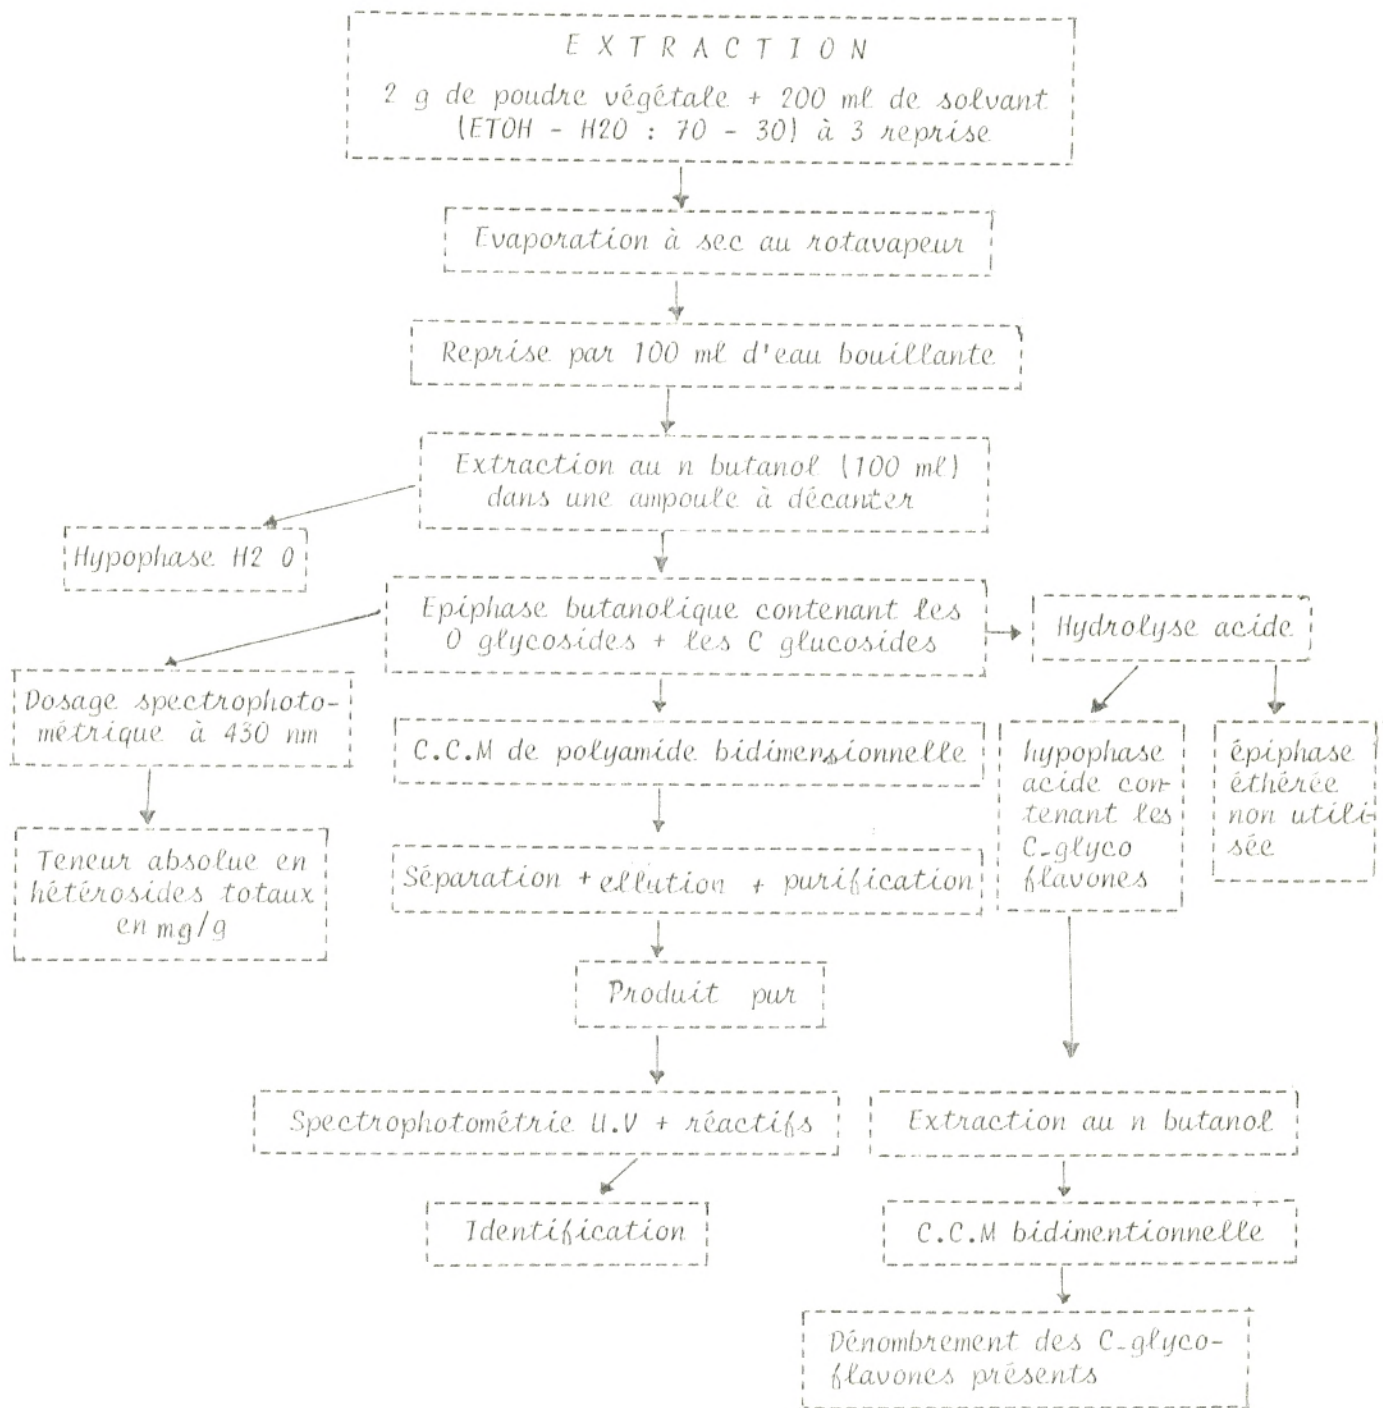 EXTRACTION
2 g de poudre végétale + 200 ml de solvant
(ETOH - H2O : 70 - 30) à 3 reprise
Evaporation à sec au rotavapeur
Reprise par 100 ml d'eau bouillante
Extraction au n butanol (100 ml)
dans une ampoule à décanter
Hypophase H2 O
Epiphase butanolique contenant les
O glycosides + les C glucosides
Hydrolyse acide
Dosage spectrophoto-
métrique à 430 nm
C.C.M de polyamide bidimensionnelle
hypophase
acide con-
tenant les
C-glyco
flavones
épiphase
éthérée
non utili-
sée
Teneur absolue en
hétérosides totaux
en mg/g
Séparation + ellution + purification
Produit pur
Spectrophotométrie U.V + réactifs
Extraction au n butanol
Identification
C.C.M bidimentionnelle
Dénombrement des C-glyco-
flavones présents